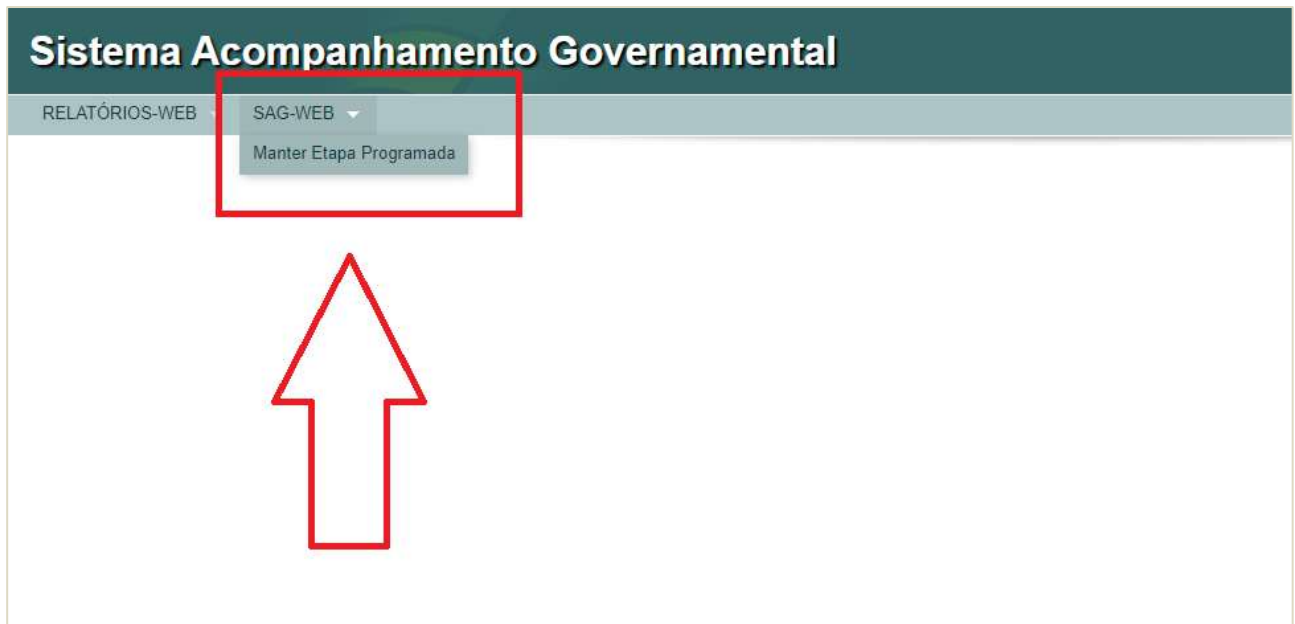 Sistema Acompanhamento Governamental
RELATÓRIOS-WEB SAG-WEB
Manter Etapa Programada